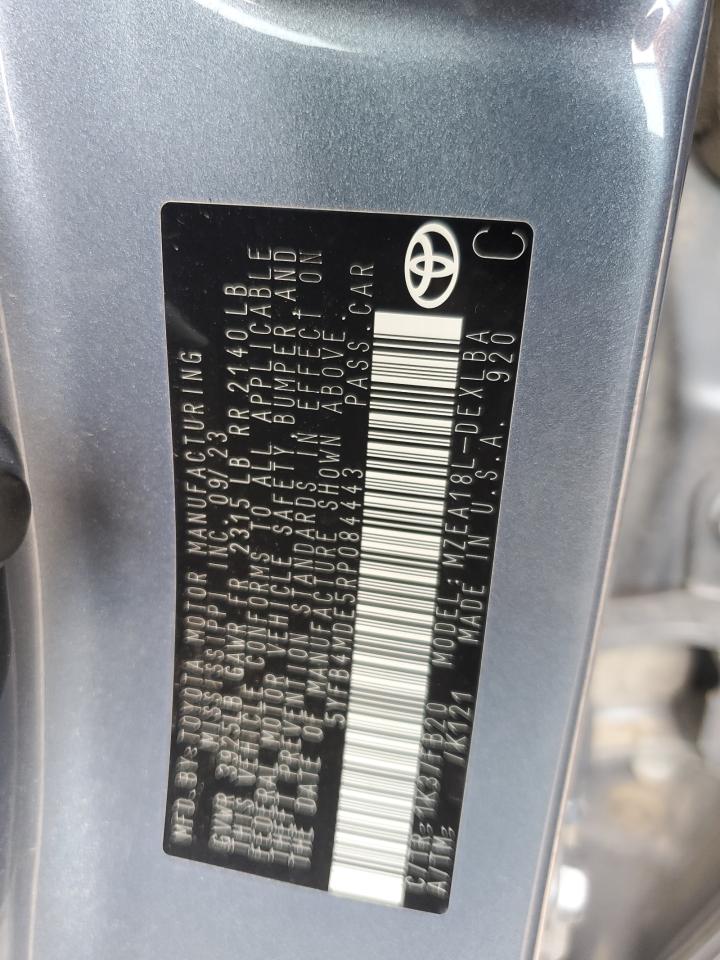 MFD. BY: TOYOTA MOTOR MANUFACTURING
MISSISSIPPI INC. 09/23
GVWR 3925LB GAWR FR 2315 LB RR 2140LB
THIS VEHICLE CONFORMS TO ALL APPLICABLE
FEDERAL MOTOR VEHICLE SAFETY BUMPER AND
THEFT PREVENTION STANDARDS IN EFFECT ON
THE DATE OF MANUFACTURE SHOWN ABOVE.
5YFB4MDE5RP084443 PASS.CAR
C/TR: 1K3/FB20 MODEL:MZEA18L-DEXLBA
A/TM: /K121 MADE IN U.S.A. 920
C